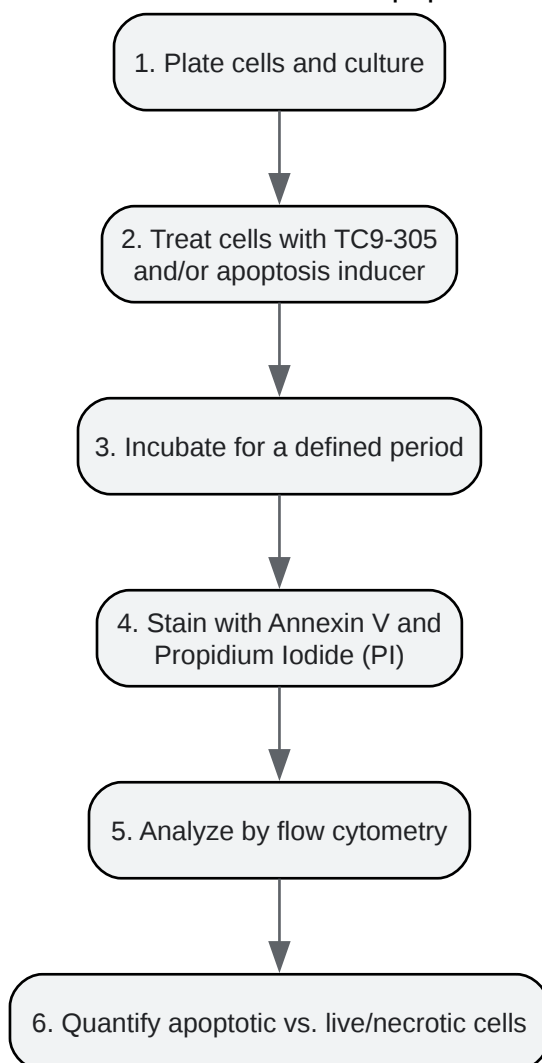 1. Plate cells and culture
2. Treat cells with TC9-305
and/or apoptosis inducer
3. Incubate for a defined period
4. Stain with Annexin V and
Propidium Iodide (PI)
5. Analyze by flow cytometry
6. Quantify apoptotic vs. live/necrotic cells